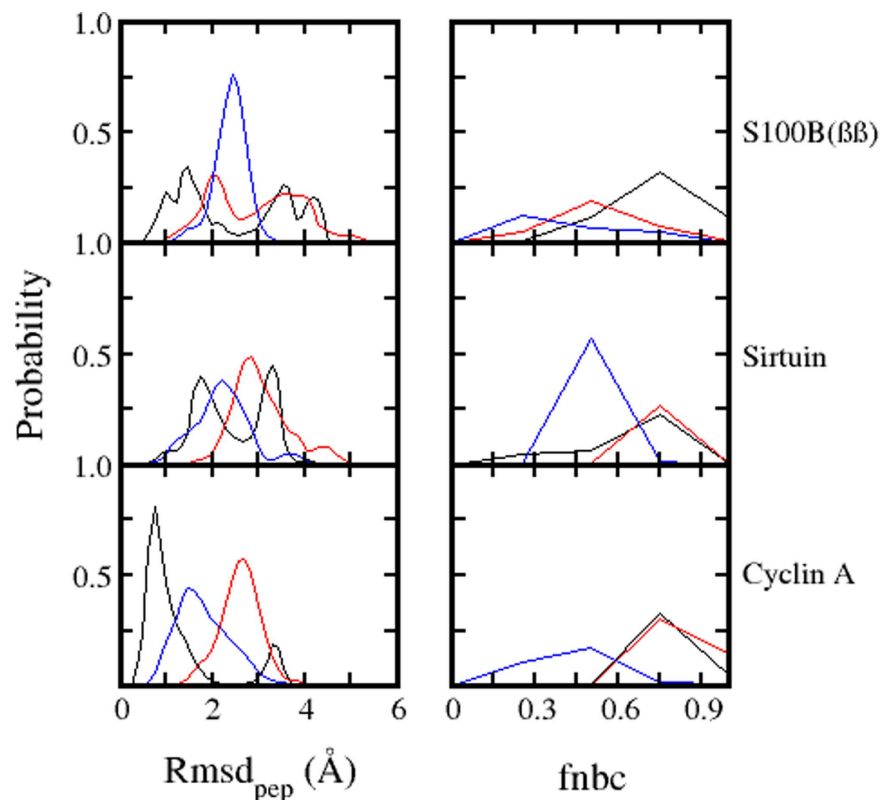 1.0
0.5
S100B(ßß)
1.0
0.5
Sirtuin
Probability
1.0
0.5
Cyclin A
0 2 4 6
0 0.3 0.6 0.9
Rmsd_pep (Å)
fnbc